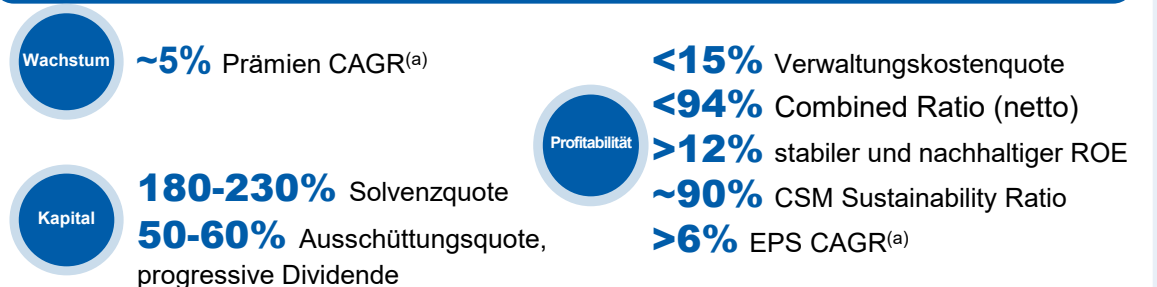 Wachstum
~5% Prämien CAGR(a)
Kapital
180-230% Solvenzquote
50-60% Ausschüttungsquote,
progressive Dividende
Profitabilität
<15% Verwaltungskostenquote
<94% Combined Ratio (netto)
>12% stabiler und nachhaltiger ROE
~90% CSM Sustainability Ratio
>6% EPS CAGR(a)